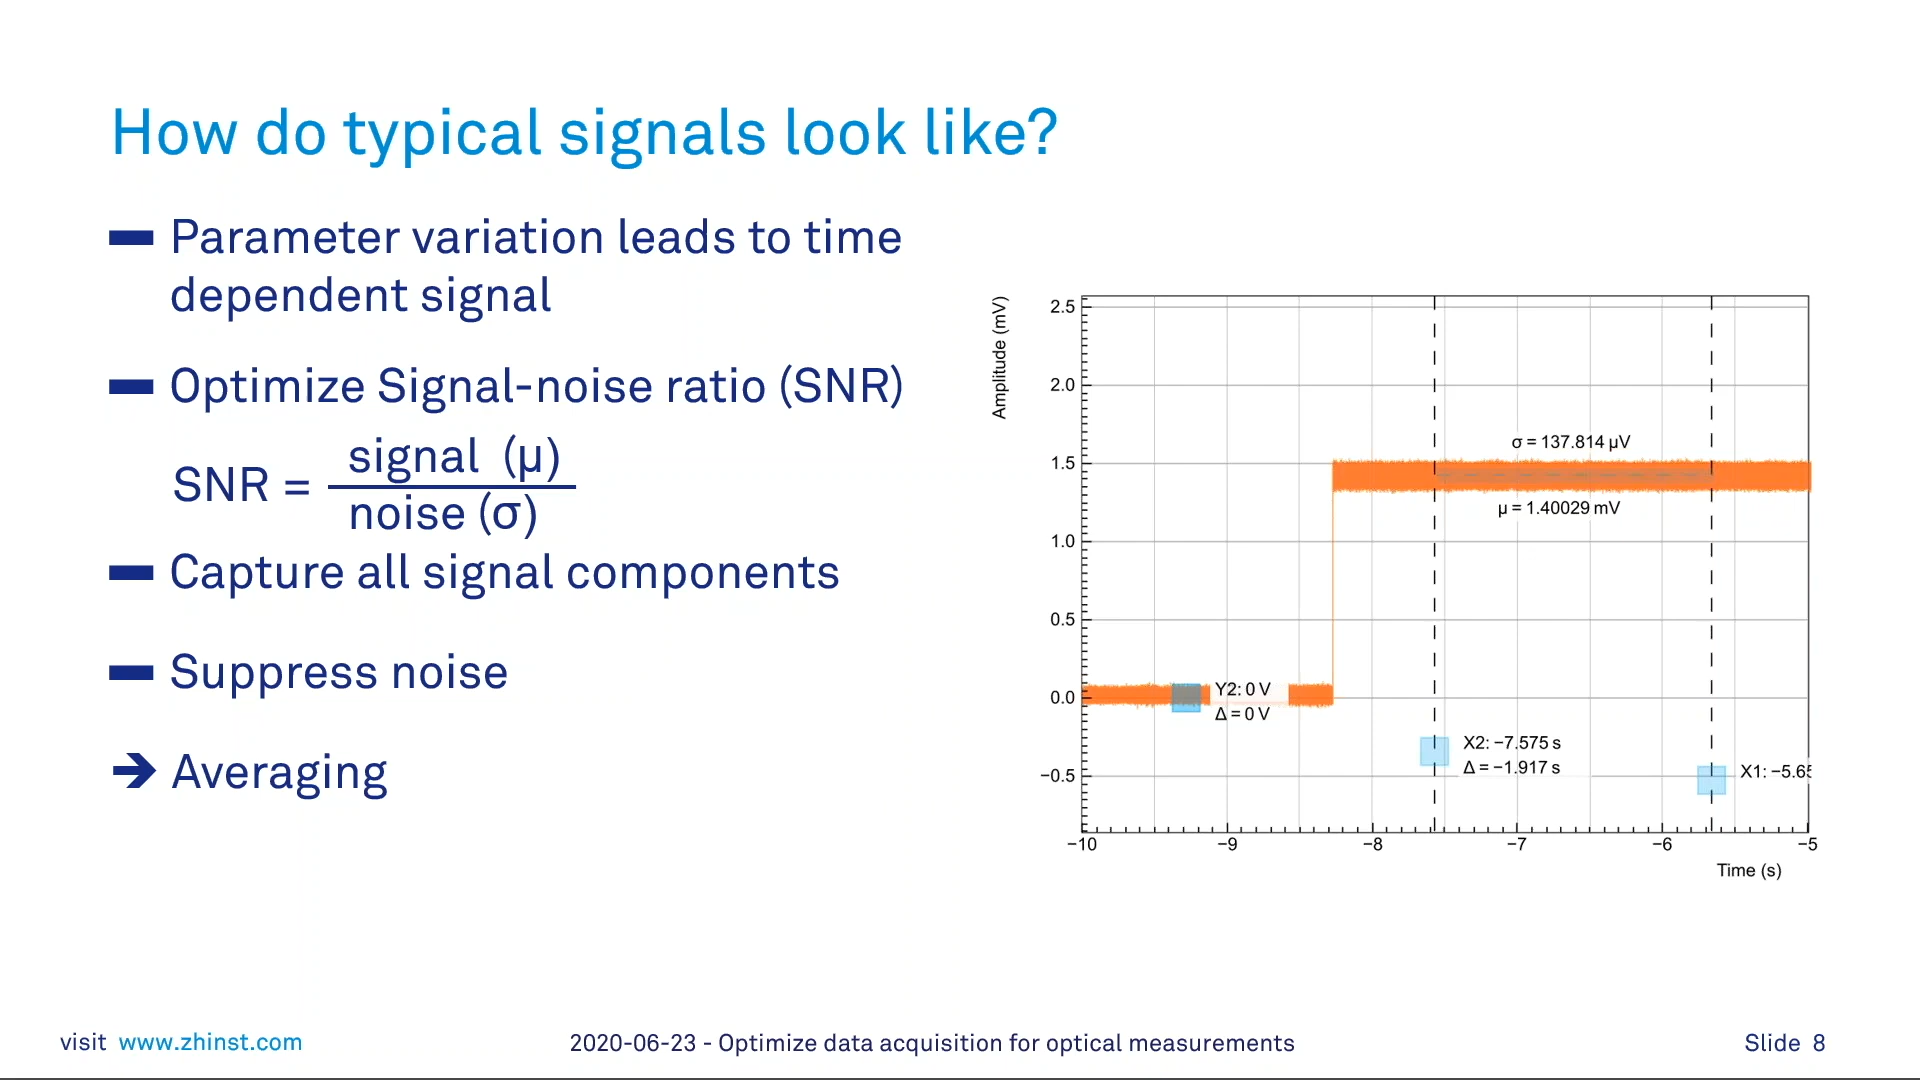 How do typical signals look like?
Parameter variation leads to time
dependent signal
Optimize Signal-noise ratio (SNR)
SNR = signal (μ)
noise (σ)
Capture all signal components
Suppress noise
➔ Averaging
Amplitude (mV)
2.5
2.0
1.5
1.0
0.5
0.0
−0.5
σ = 137.814 μV
μ = 1.40029 mV
Y2: 0 V
Δ = 0 V
X2: −7.575 s
Δ = −1.917 s
X1: −5.65
−10 −9 −8 −7 −6 −5
Time (s)
visit www.zhinst.com
2020-06-23 - Optimize data acquisition for optical measurements
Slide 8